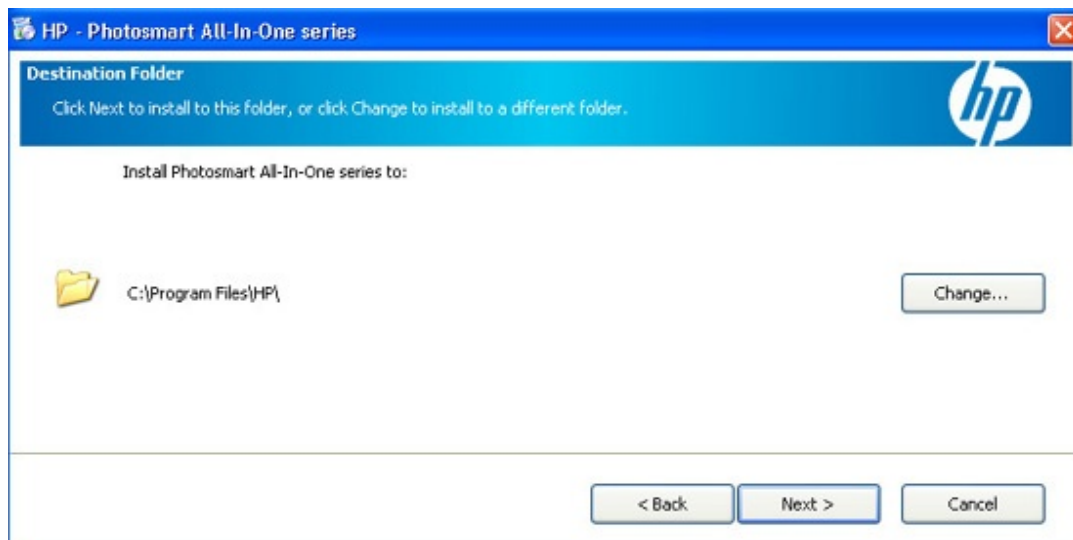 HP - Photosmart All-In-One series
Destination Folder
Click Next to install to this folder, or click Change to install to a different folder.
hp
Install Photosmart All-In-One series to:
C:\Program Files\HP\
Change...
< Back
Next >
Cancel